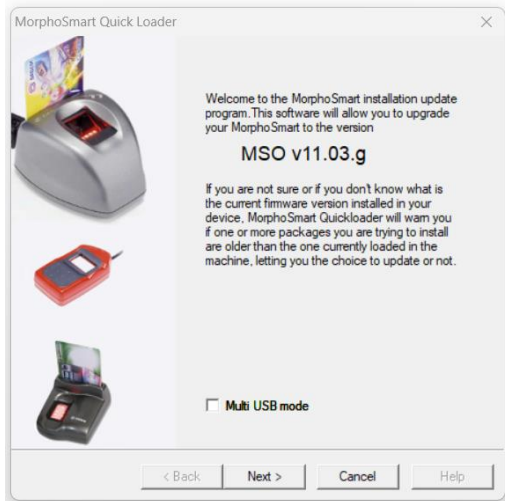 MorphoSmart Quick Loader
Welcome to the MorphoSmart installation update
program.This software will allow you to upgrade
your MorphoSmart to the version
MSO v11.03.g
If you are not sure or if you don't know what is
the current firmware version installed in your
device, MorphoSmart Quickloader will warn you
if one or more packages you are trying to install
are older than the one currently loaded in the
machine, letting you the choice to update or not.
Multi USB mode
< Back
Next >
Cancel
Help